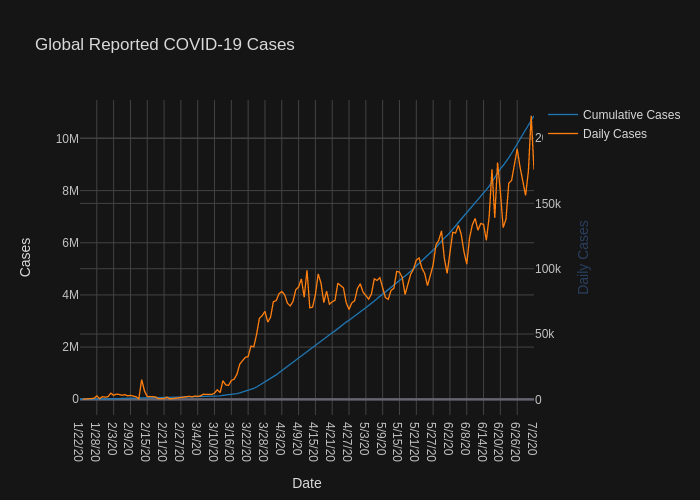 Global Reported COVID-19 Cases
Cumulative Cases
Daily Cases
10M
8M
6M
4M
2M
0
150k
100k
50k
0
Cases
Daily Cases
1/22/20
1/28/20
2/3/20
2/9/20
2/15/20
2/21/20
2/27/20
3/4/20
3/10/20
3/16/20
3/22/20
3/28/20
4/3/20
4/9/20
4/15/20
4/21/20
4/27/20
5/3/20
5/9/20
5/15/20
5/21/20
5/27/20
6/2/20
6/8/20
6/14/20
6/20/20
6/26/20
7/2/20
Date